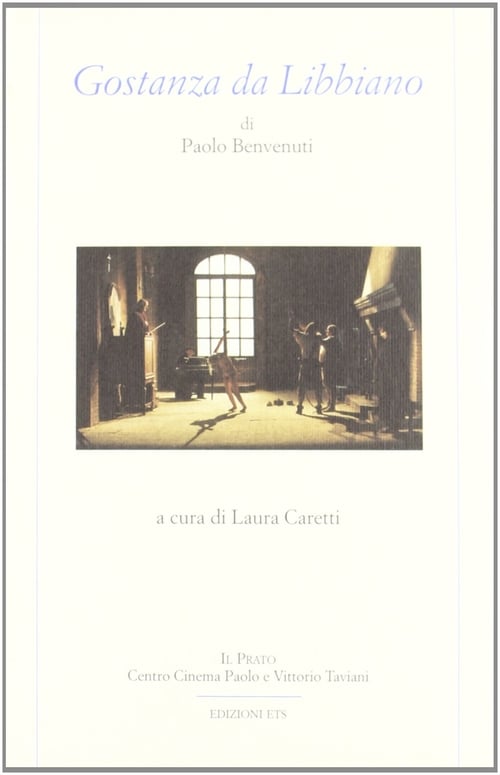 Gostanza da Libbiano
di
Paolo Benvenuti
a cura di Laura Caretti
IL PRATO
Centro Cinema Paolo e Vittorio Taviani
EDIZIONI ETS